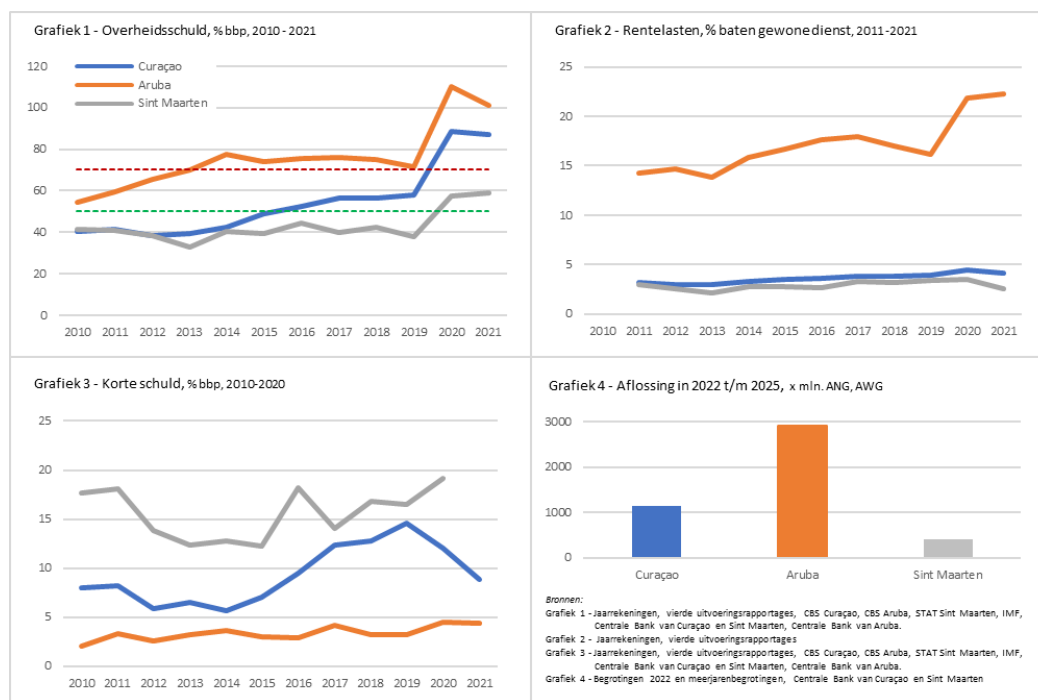 Grafiek 1 - Overheidsschuld, % bbp, 2010 - 2021
120
100
80
60
40
20
0
Curaçao
Aruba
Sint Maarten
2010 2011 2012 2013 2014 2015 2016 2017 2018 2019 2020 2021
Grafiek 2 - Rentelasten, % baten gewone dienst, 2011-2021
25
20
15
10
5
0
2010 2011 2012 2013 2014 2015 2016 2017 2018 2019 2020 2021
Grafiek 3 - Korte schuld, % bbp, 2010-2020
25
20
15
10
5
0
2010 2011 2012 2013 2014 2015 2016 2017 2018 2019 2020 2021
Grafiek 4 - Aflossing in 2022 t/m 2025, x mln. ANG, AWG
3000
2000
1000
0
Curaçao Aruba Sint Maarten
Bronnen:
Grafiek 1 - Jaarrekeningen, vierde uitvoeringsrapportages, CBS Curaçao, CBS Aruba, STAT Sint Maarten, IMF,
Centrale Bank van Curaçao en Sint Maarten, Centrale Bank van Aruba.
Grafiek 2 - Jaarrekeningen, vierde uitvoeringsrapportages
Grafiek 3 - Jaarrekeningen, vierde uitvoeringsrapportages, CBS Curaçao, CBS Aruba, STAT Sint Maarten, IMF,
Centrale Bank van Curaçao en Sint Maarten, Centrale Bank van Aruba.
Grafiek 4 - Begrotingen 2022 en meerjarenbegrotingen, Centrale Bank van Curaçao en Sint Maarten